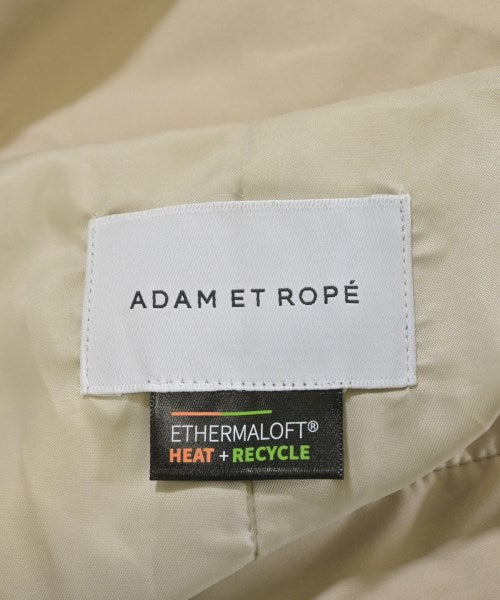 ADAM ET ROPÉ
ETHERMALOFT®
HEAT + RECYCLE